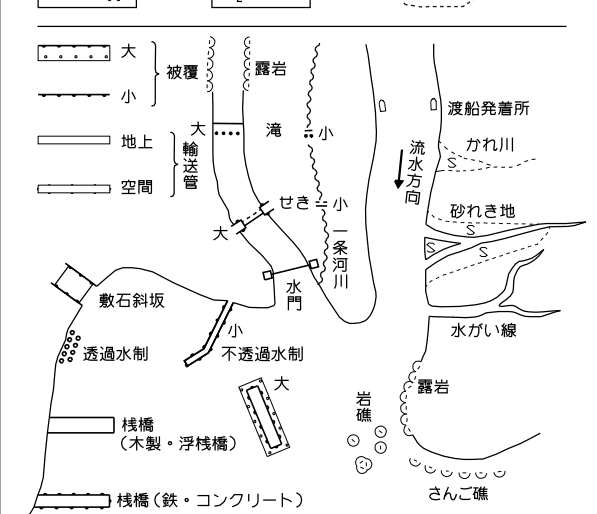 大
被覆
小
地上
輸送管
空間
露岩
大
滝
小
せき
小
大
一条河川
水門
渡船発着所
かれ川
流水方向
砂れき地
S
S
S
S
水がい線
敷石斜坂
透過水制
小
不透過水制
大
桟橋
(木製・浮桟橋)
桟橋(鉄・コンクリート)
岩礁
露岩
さんご礁